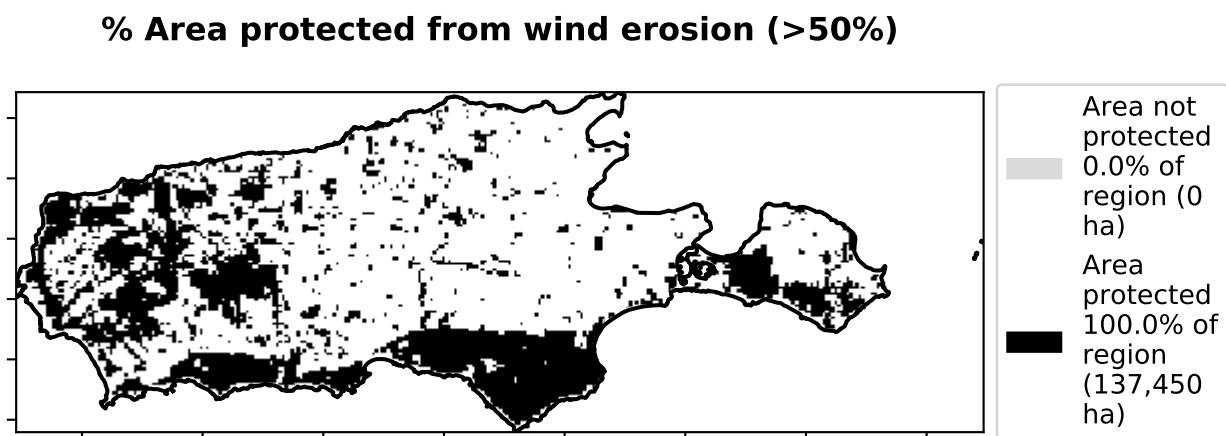 % Area protected from wind erosion (>50%)
Area not
protected
0.0% of
region (0
ha)
Area
protected
100.0% of
region
(137,450
ha)